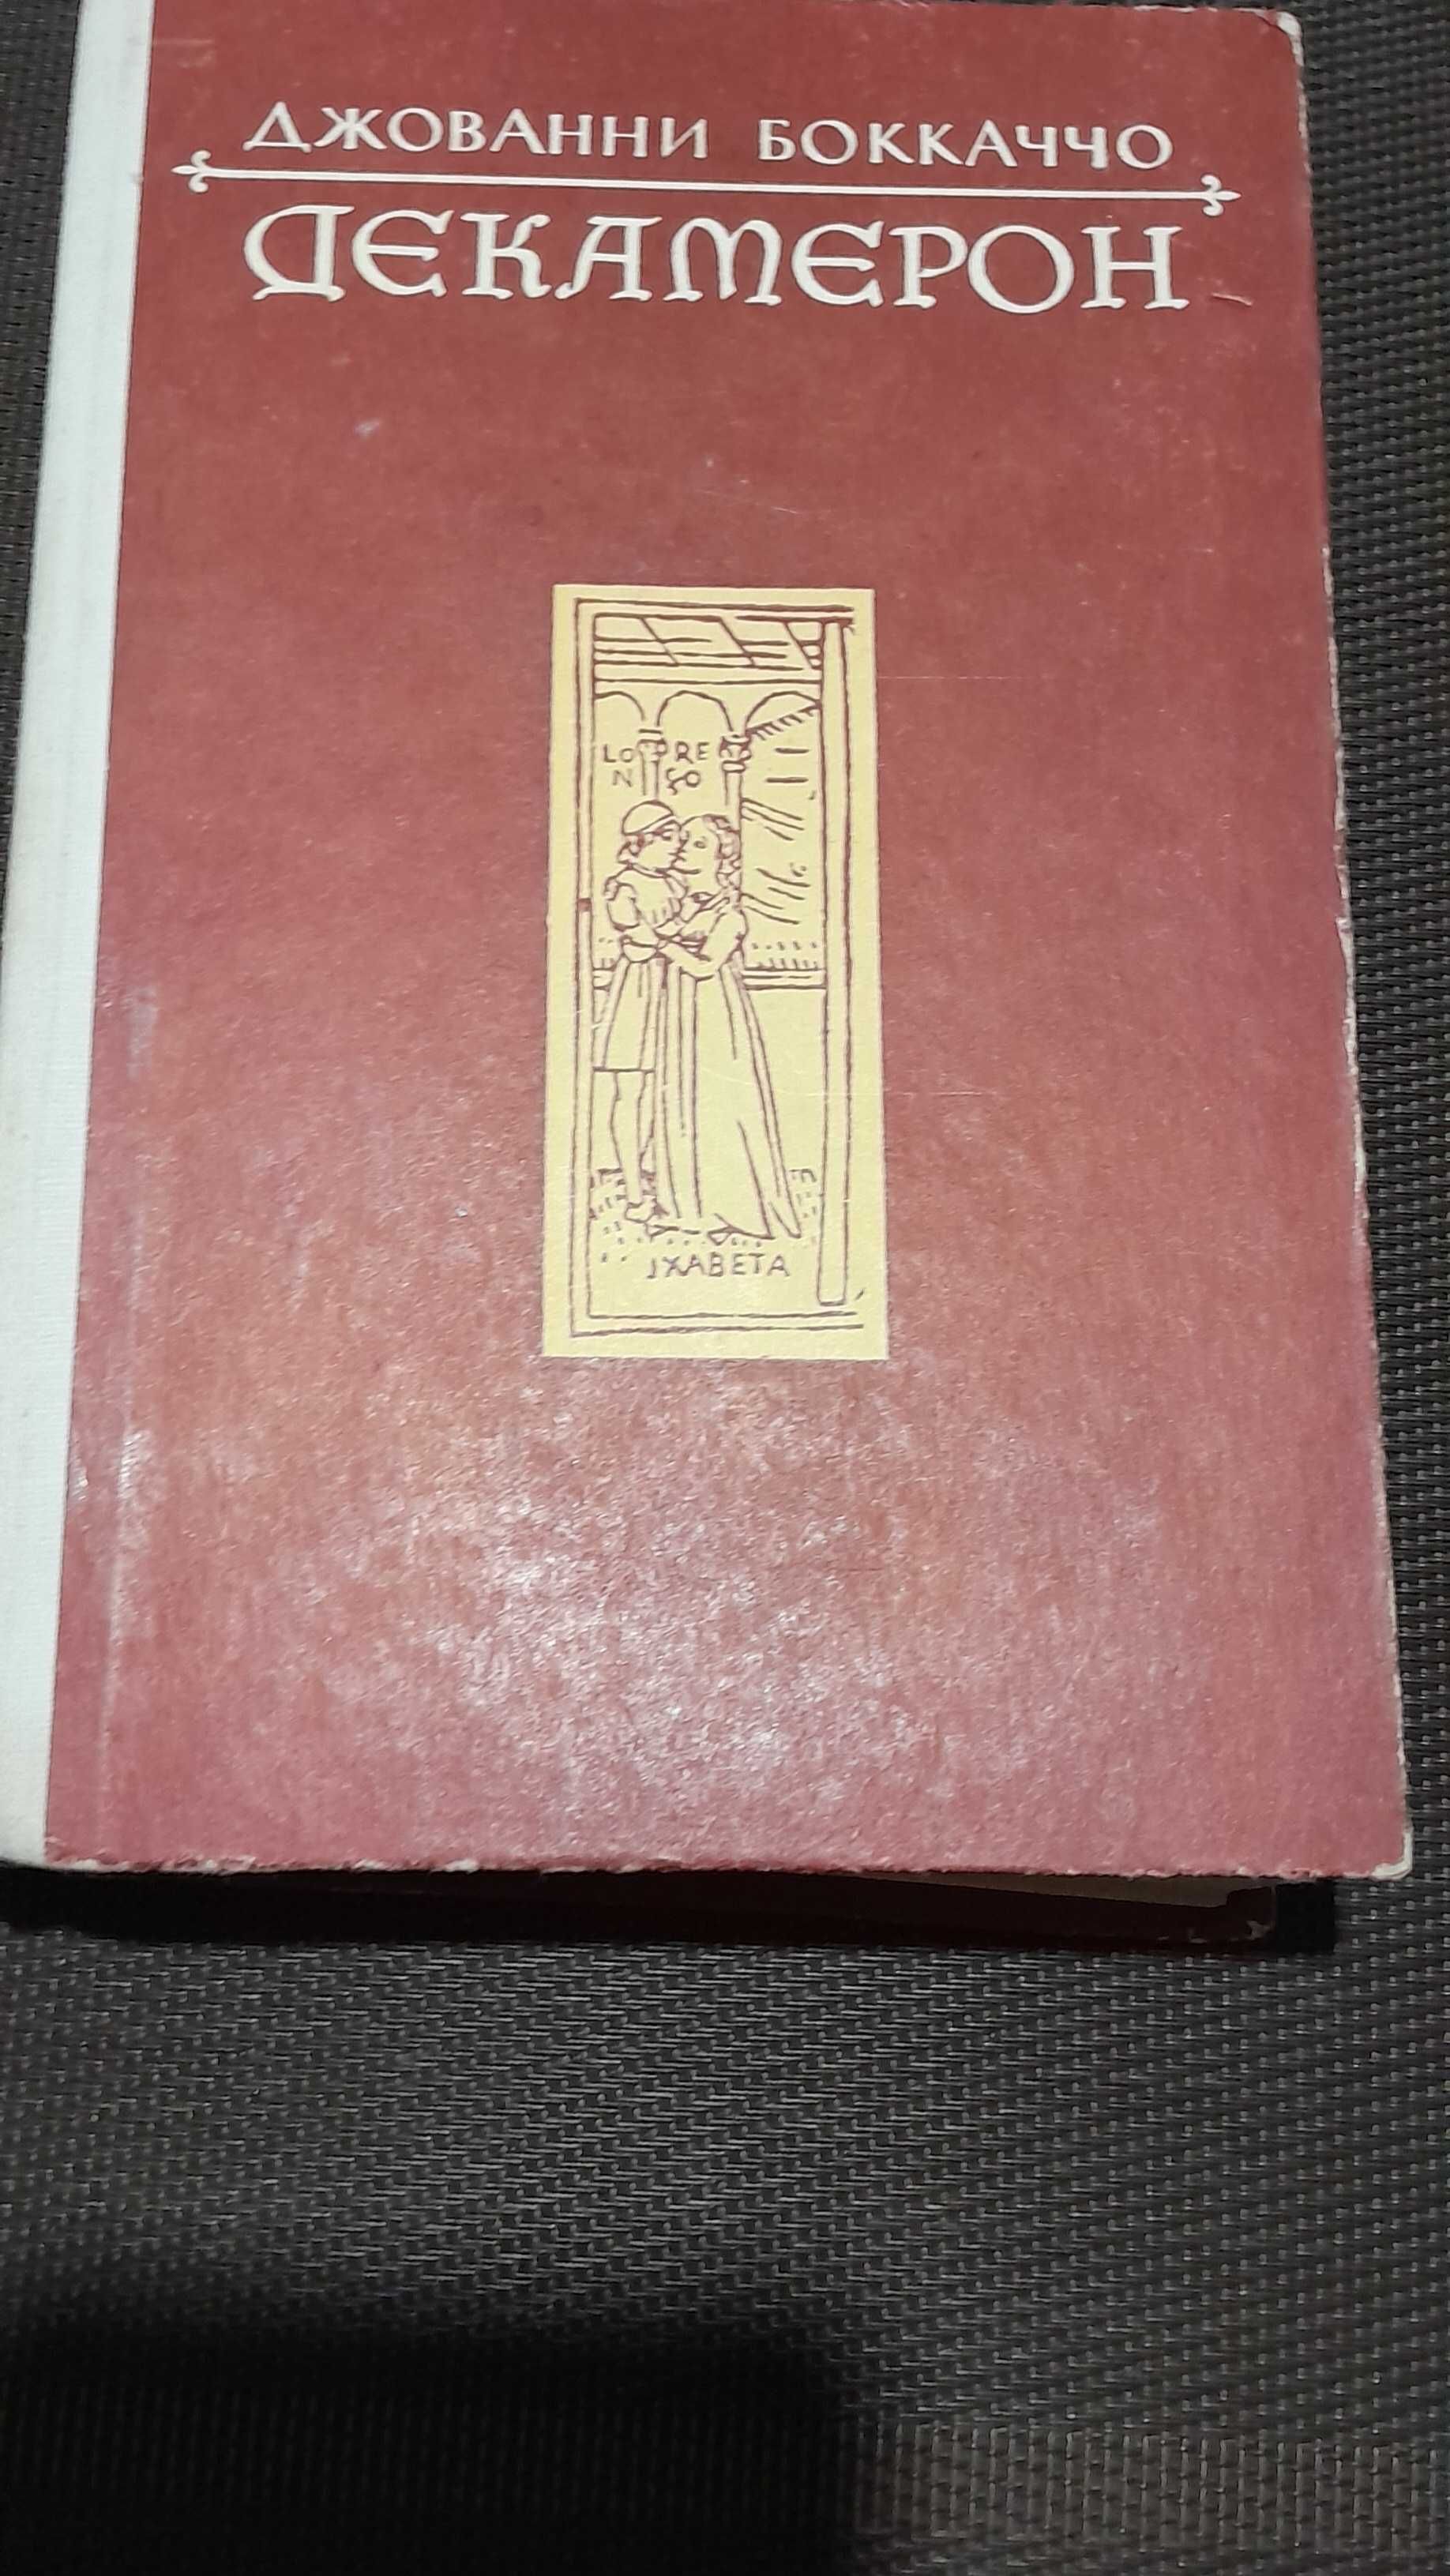 ДЖОВАННИ БОККАЧЧО
ДЕКАМЕРОН
LO RE
N ÇO
IXABETA